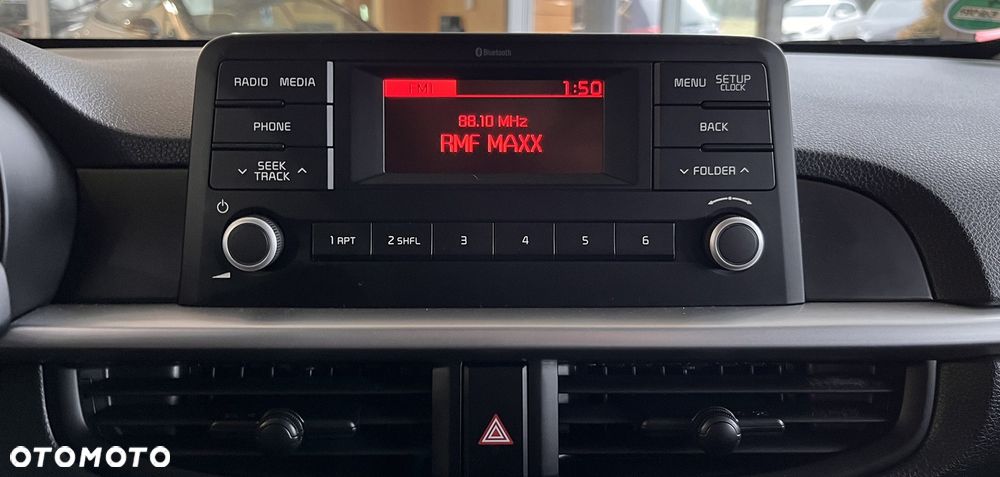 Bluetooth
RADIO MEDIA
PHONE
SEEK
TRACK
FM1
1:50
88.10 MHz
RMF MAXX
MENU SETUP
CLOCK
BACK
FOLDER
1 RPT
2 SHFL
3
4
5
6
OTOMOTO